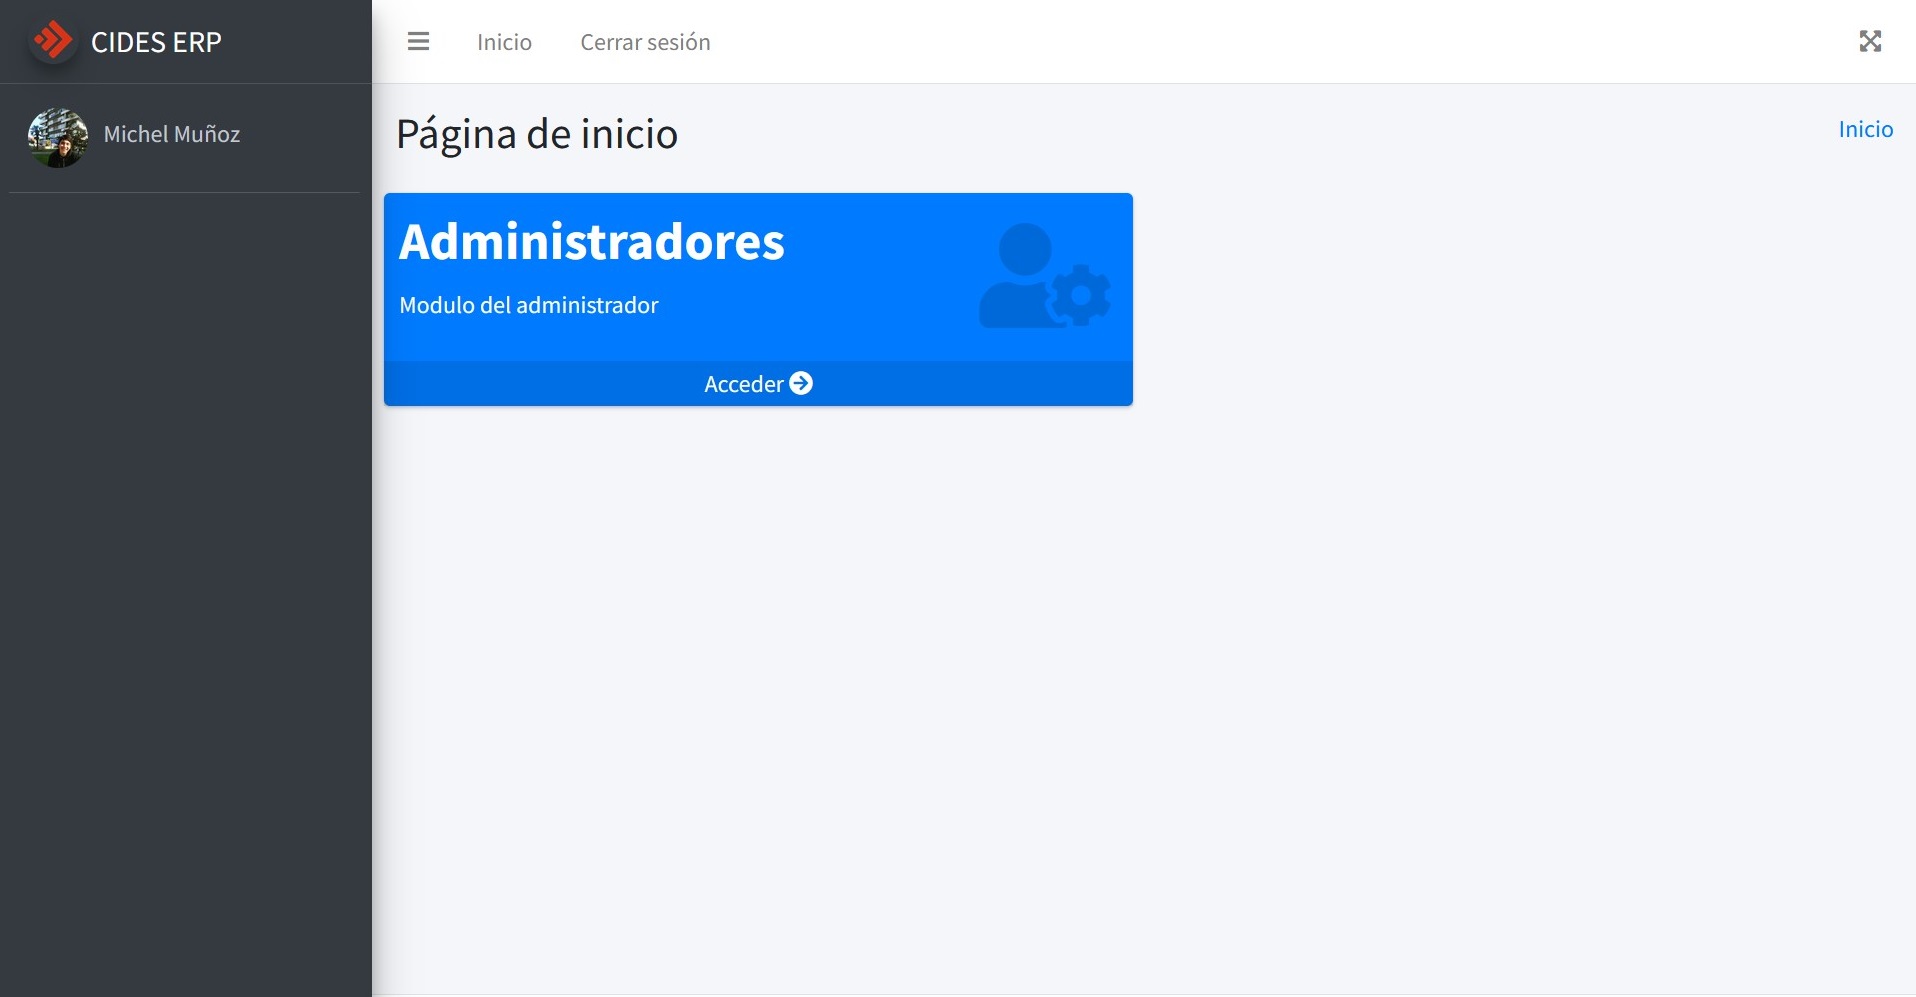 CIDES ERP
Inicio
Cerrar sesión
Michel Muñoz
Página de inicio
Inicio
Administradores
Modulo del administrador
Acceder